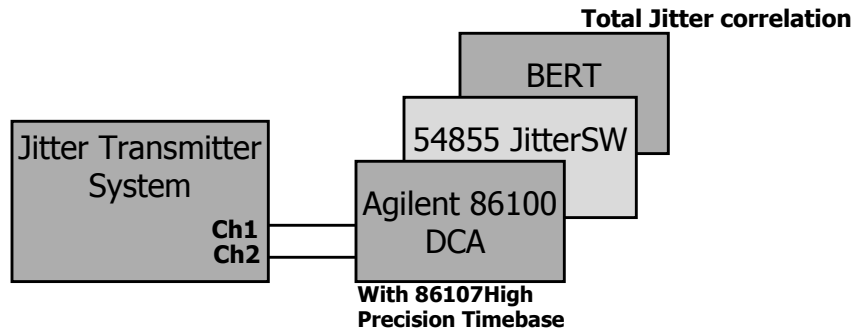 Total Jitter correlation
BERT
54855 JitterSW
Jitter Transmitter
System
Agilent 86100
DCA
Ch1
Ch2
With 86107High
Precision Timebase